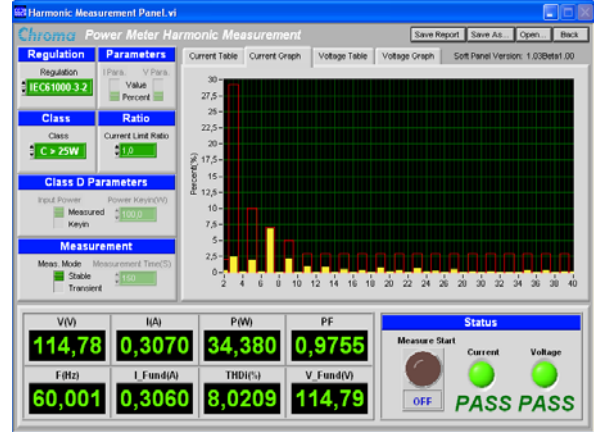 Harmonic Measurement Panel.vi
Chroma Power Meter Harmonic Measurement
Save Report Save As... Open... Back
Regulation Parameters
Current Table Current Graph Voltage Table Voltage Graph Soft Panel Version: 1.03Beta1.00
Regulation I Para. V Para.
IEC61000-3-2 Value
Percent
Class Ratio
Class Current Limit Ratio
C > 25W 1,0
Class D Parameters
Input Power Power Keyin(W)
Measured 100,0
Keyin
Measurement
Meas. Mode Measurement Time(S)
Stable 150
Transient
Percent(%)
30
27,5
25
22,5
20
17,5
15
12,5
10
7,5
5
2,5
0
2 4 6 8 10 12 14 16 18 20 22 24 26 28 30 32 34 36 38 40
V(V) I(A) P(W) PF
114,78 0,3070 34,380 0,9755
F(Hz) I_Fund(A) THDi(%) V_Fund(V)
60,001 0,3060 8,0209 114,79
Status
Measure Start Current Voltage
OFF PASS PASS